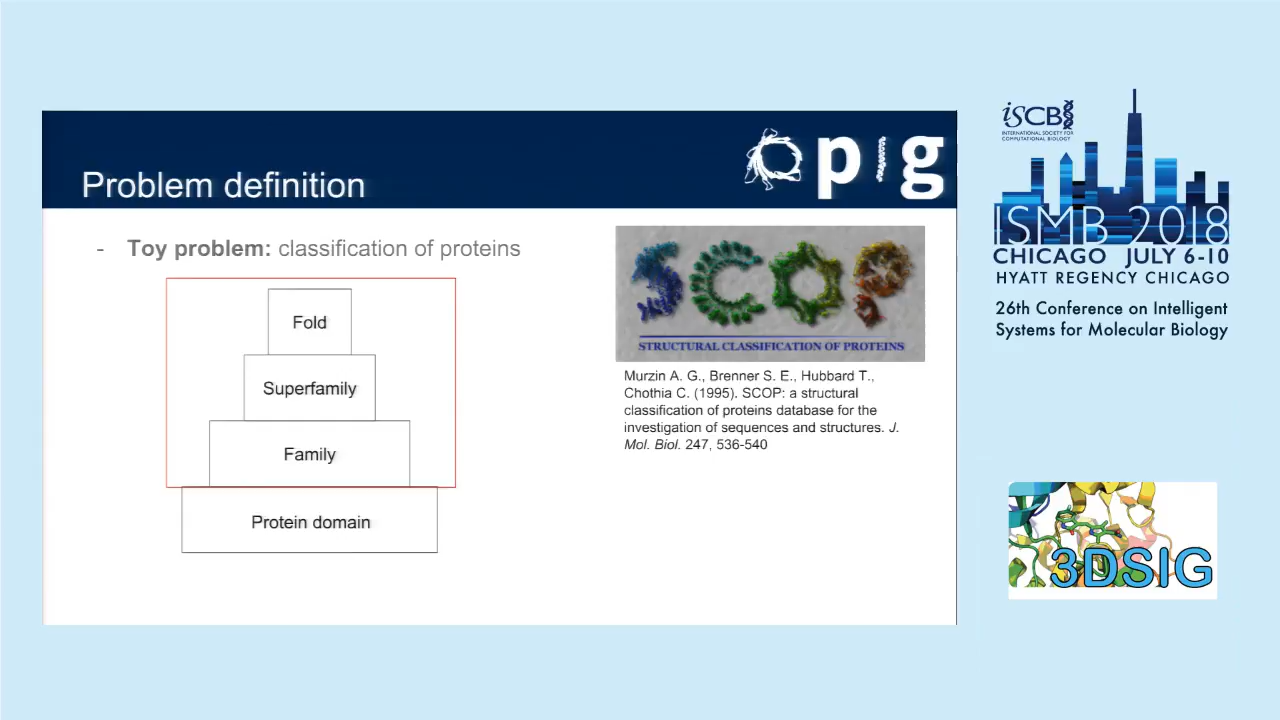 Problem definition
opig
- Toy problem: classification of proteins
Fold
Superfamily
Family
Protein domain
SCOP
STRUCTURAL CLASSIFICATION OF PROTEINS
Murzin A. G., Brenner S. E., Hubbard T.,
Chothia C. (1995). SCOP: a structural
classification of proteins database for the
investigation of sequences and structures. J.
Mol. Biol. 247, 536-540
ISCB
INTERNATIONAL SOCIETY FOR
COMPUTATIONAL BIOLOGY
ISMB 2018
CHICAGO JULY 6-10
HYATT REGENCY CHICAGO
26th Conference on Intelligent
Systems for Molecular Biology
3DSIG